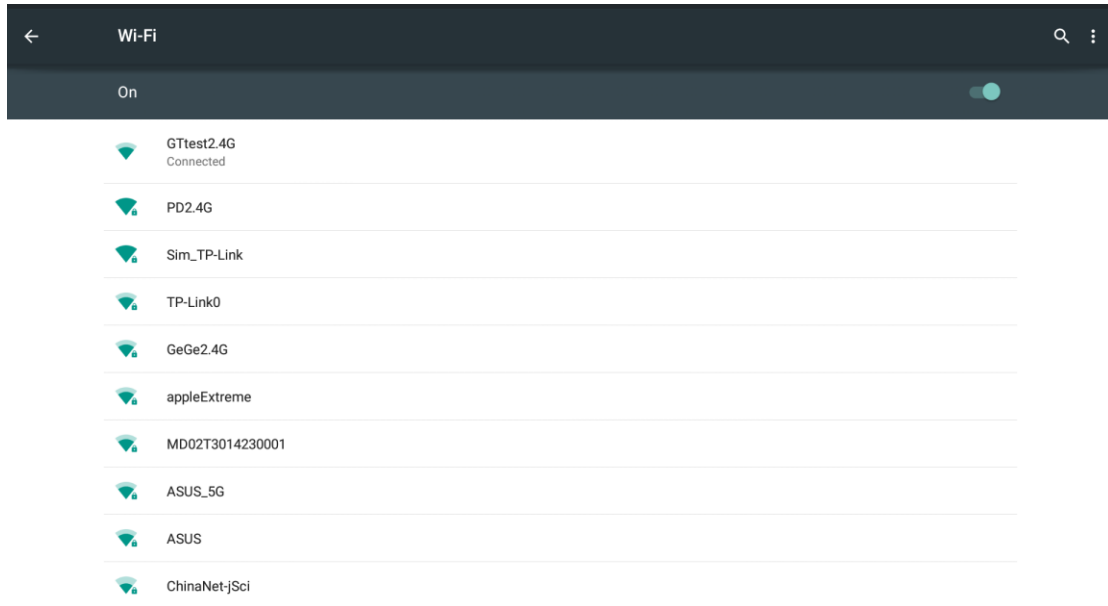 Wi-Fi
On
GTtest2.4G
Connected
PD2.4G
Sim_TP-Link
TP-Link0
GeGe2.4G
appleExtreme
MD02T3014230001
ASUS_5G
ASUS
ChinaNet-jSci